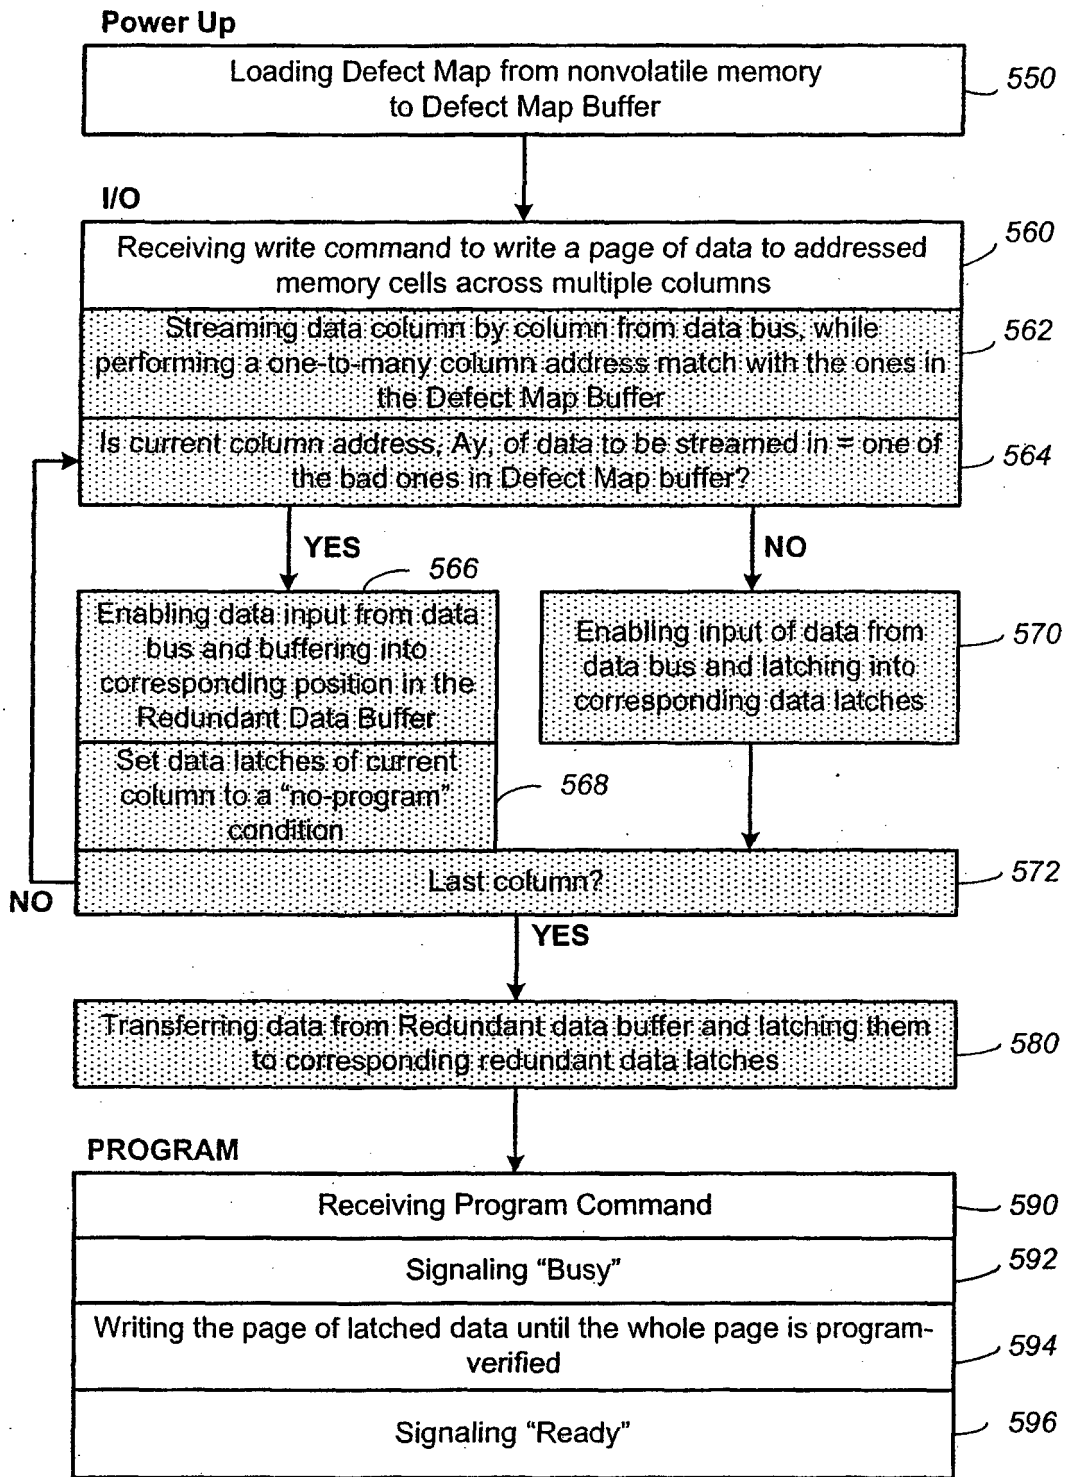 Power Up
Loading Defect Map from nonvolatile memory
to Defect Map Buffer
550
I/O
Receiving write command to write a page of data to addressed
memory cells across multiple columns
560
Streaming data column by column from data bus, while
performing a one-to-many column address match with the ones in
the Defect Map Buffer
562
Is current column address, Ay, of data to be streamed in = one of
the bad ones in Defect Map buffer?
564
YES
NO
566
Enabling data input from data
bus and buffering into
corresponding position in the
Redundant Data Buffer
Enabling input of data from
data bus and latching into
corresponding data latches
570
Set data latches of current
column to a “no-program”
condition
568
Last column?
572
NO
YES
Transferring data from Redundant data buffer and latching them
to corresponding redundant data latches
580
PROGRAM
Receiving Program Command
590
Signaling “Busy”
592
Writing the page of latched data until the whole page is program-
verified
594
Signaling “Ready”
596